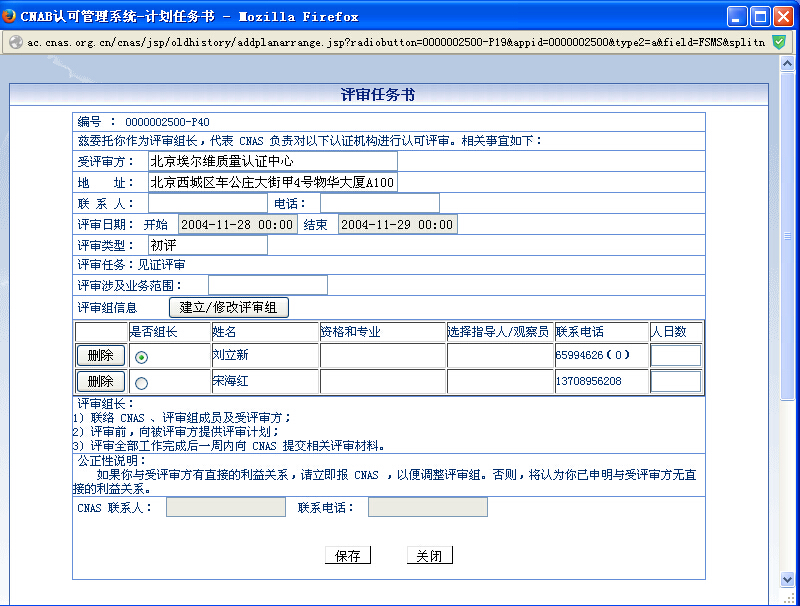 CNAB认可管理系统-计划任务书 - Mozilla Firefox
ac.cnas.org.cn/cnas/jsp/oldhistory/addplanarrange.jsp?radiobutton=0000002500-P19&appid=0000002500&type2=a&field=FSMS&splitn
评审任务书
编号 : 0000002500-P40
兹委托你作为评审组长,代表 CNAS 负责对以下认证机构进行认可评审。相关事宜如下:
受评审方: 北京埃尔维质量认证中心
地 址: 北京西城区车公庄大街甲4号物华大厦A100
联 系 人: 电话:
评审日期: 开始 2004-11-28 00:00 结束 2004-11-29 00:00
评审类型: 初评
评审任务:见证评审
评审涉及业务范围:
评审组信息 建立/修改评审组
是否组长 姓名 资格和专业 选择指导人/观察员 联系电话 人日数
删除 刘立新 65994626(O)
删除 宋海红 13708956208
评审组长:
1) 联络 CNAS 、评审组成员及受评审方;
2) 评审前,向被评审方提供评审计划;
3) 评审全部工作完成后一周内向 CNAS 提交相关评审材料。
公正性说明:
如果你与受评审方有直接的利益关系,请立即报 CNAS ,以便调整评审组。否则,将认为你已申明与受评审方无直
接的利益关系。
CNAS 联系人: 联系电话:
保存 关闭